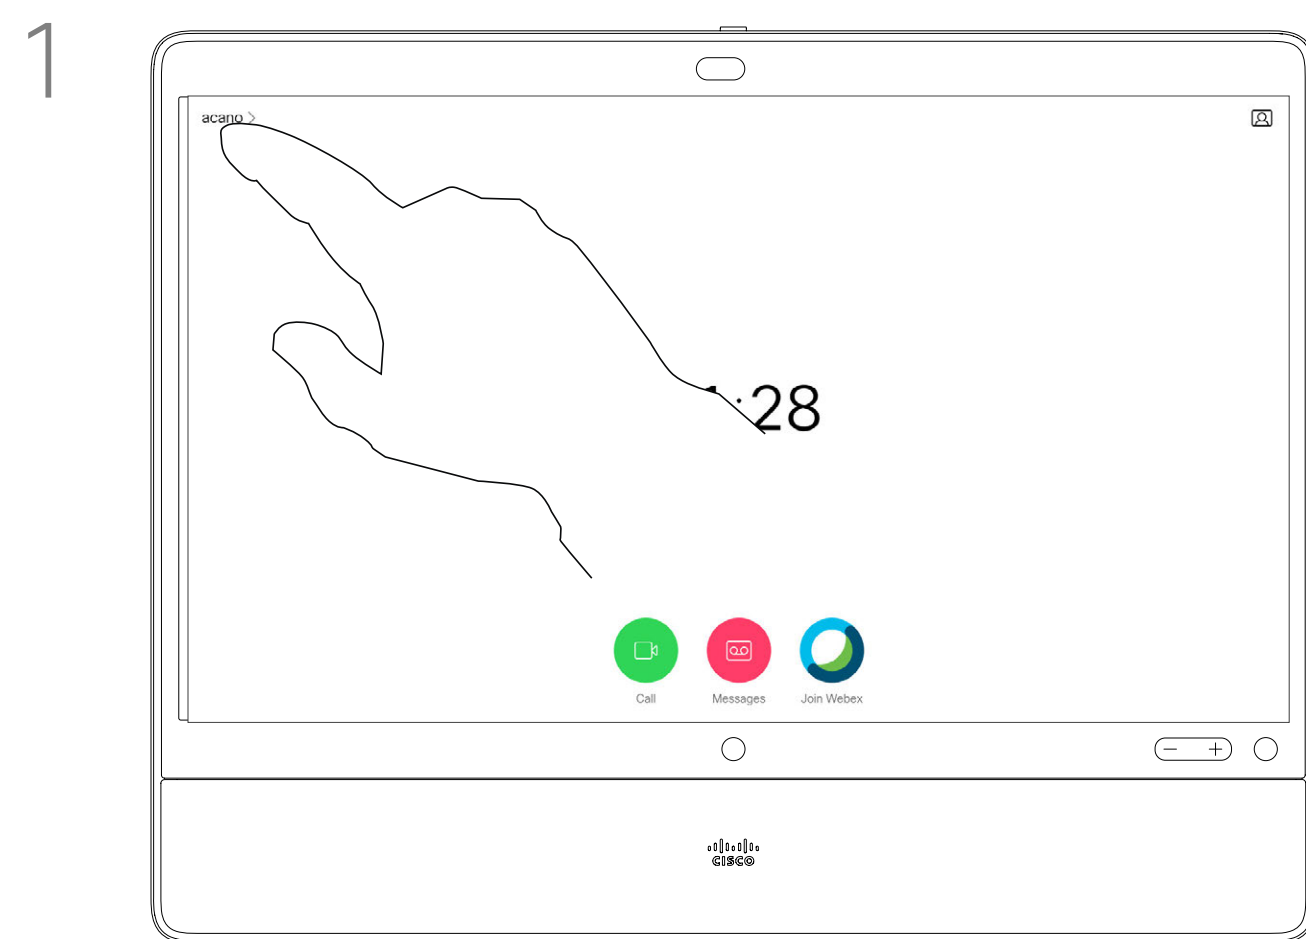 1
acano >
:28
Call
Messages
Join Webex
− +
CISCO